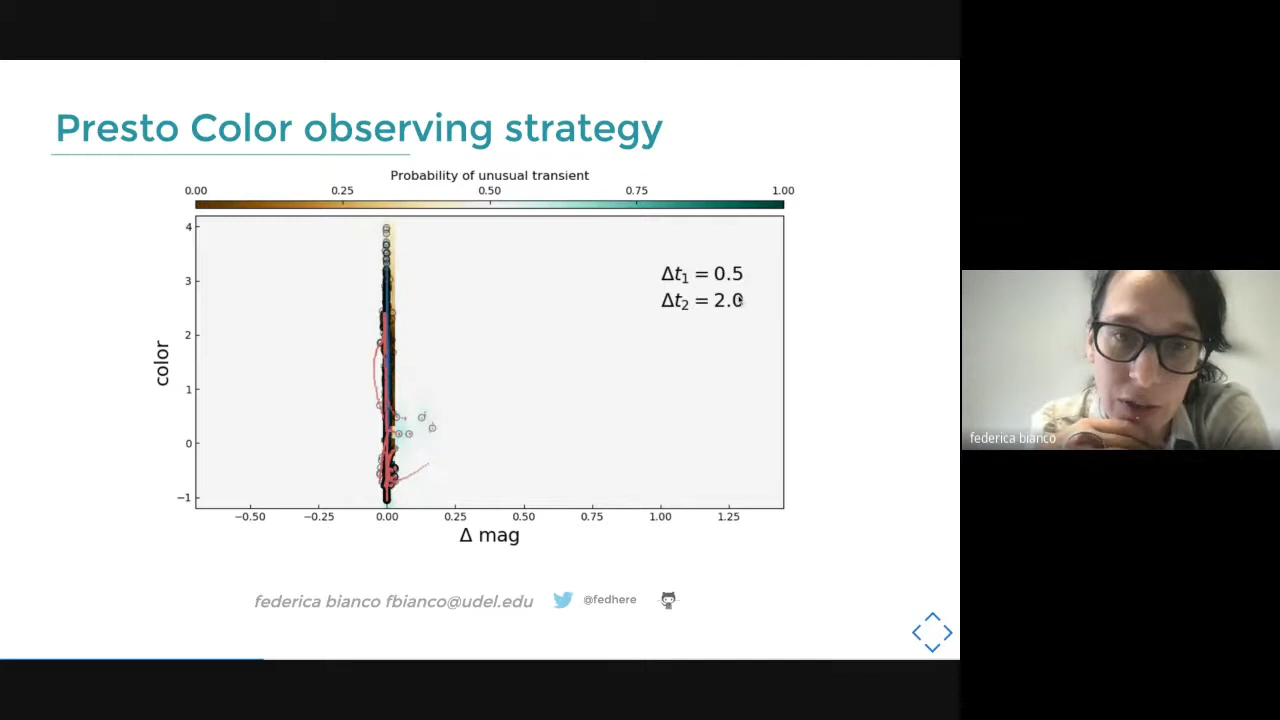 Presto Color observing strategy
Probability of unusual transient
0.00 0.25 0.50 0.75 1.00
4
3
2
1
0
−1
color
Δt₁ = 0.5
Δt₂ = 2.0
−0.50 −0.25 0.00 0.25 0.50 0.75 1.00 1.25
Δ mag
federica bianco fbianco@udel.edu @fedhere
federica bianco